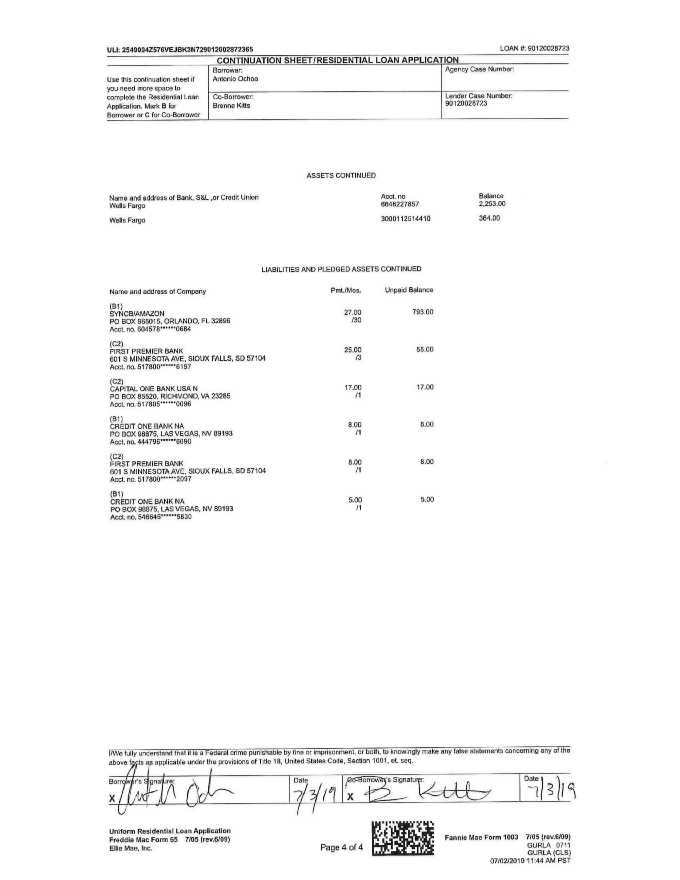 ULI: 2549004Z576VEJBK3N729012002872365
LOAN #: 90120028723
CONTINUATION SHEET/RESIDENTIAL LOAN APPLICATION
Use this continuation sheet if
you need more space to
complete the Residential Loan
Application. Mark B for
Borrower or C for Co-Borrower
Borrower:
Antonio Ochoa
Agency Case Number:
Co-Borrower:
Brenne Kitts
Lender Case Number:
90120028723
ASSETS CONTINUED
Name and address of Bank, S&L ,or Credit Union Acct. no Balance
Wells Fargo 6648227857 2,253.00
Wells Fargo 3000112514410 364.00
LIABILITIES AND PLEDGED ASSETS CONTINUED
Name and address of Company Pmt./Mos. Unpaid Balance
(B1)
SYNCB/AMAZON 27.00 793.00
PO BOX 965015, ORLANDO, FL 32896 /30
Acct. no. 604578******0684
(C2)
FIRST PREMIER BANK 25.00 55.00
601 S MINNESOTA AVE, SIOUX FALLS, SD 57104 /3
Acct. no. 517800******6197
(C2)
CAPITAL ONE BANK USA N 17.00 17.00
PO BOX 85520, RICHMOND, VA 23285 /1
Acct. no. 517805******0096
(B1)
CREDIT ONE BANK NA 8.00 8.00
PO BOX 98875, LAS VEGAS, NV 89193 /1
Acct. no. 444796******8090
(C2)
FIRST PREMIER BANK 8.00 8.00
601 S MINNESOTA AVE, SIOUX FALLS, SD 57104 /1
Acct. no. 517800******2097
(B1)
CREDIT ONE BANK NA 5.00 5.00
PO BOX 98875, LAS VEGAS, NV 89193 /1
Acct. no. 546645******5630
I/We fully understand that it is a Federal crime punishable by fine or imprisonment, or both, to knowingly make any false statements concerning any of the
above facts as applicable under the provisions of Title 18, United States Code, Section 1001, et. seq.
Borrower's Signature: Date Co-Borrower's Signature: Date
X 7/3/19 X 7/3/19
Uniform Residential Loan Application
Freddie Mac Form 65 7/05 (rev.6/09)
Ellie Mae, Inc.
Page 4 of 4
Fannie Mae Form 1003 7/05 (rev.6/09)
GURLA 0711
GURLA (CLS)
07/02/2019 11:44 AM PST